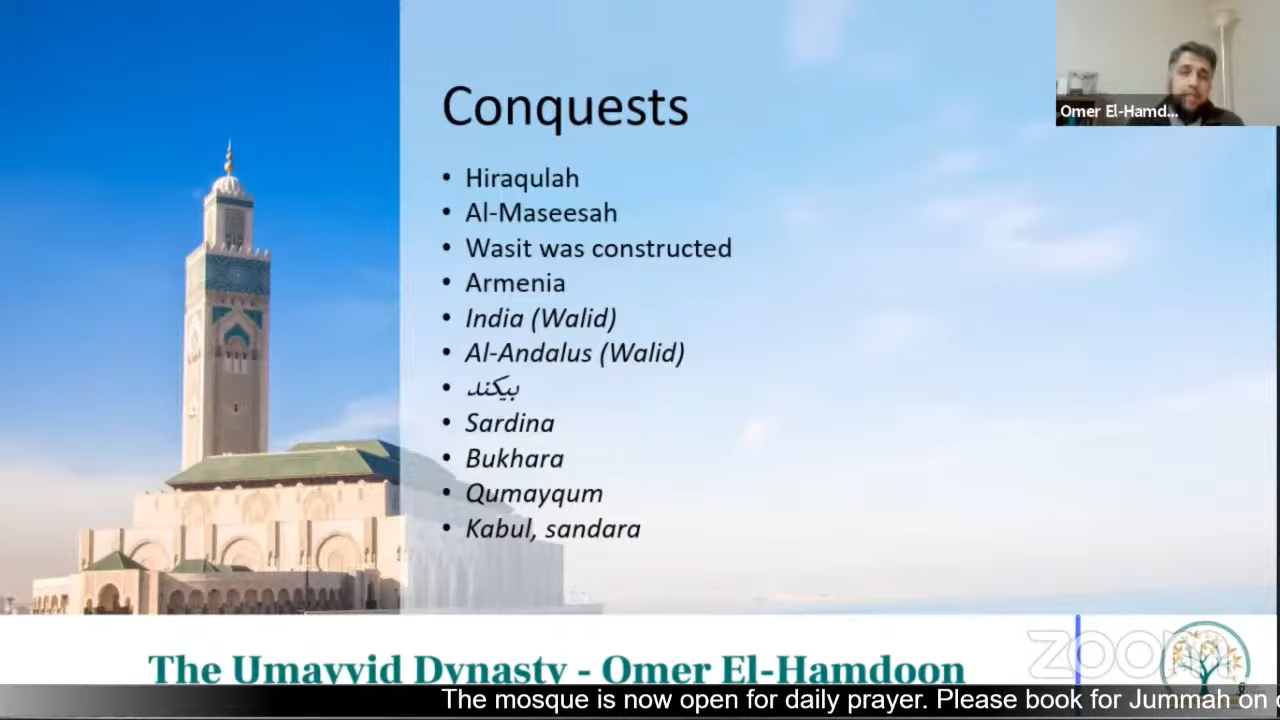 Conquests
Omer El-Hamd...
• Hiraqulah
• Al-Maseesah
• Wasit was constructed
• Armenia
• India (Walid)
• Al-Andalus (Walid)
• بيكند
• Sardina
• Bukhara
• Qumayqum
• Kabul, sandara
zoom
The Umayyid Dynasty - Omer El-Hamdoon
The mosque is now open for daily prayer. Please book for Jummah on